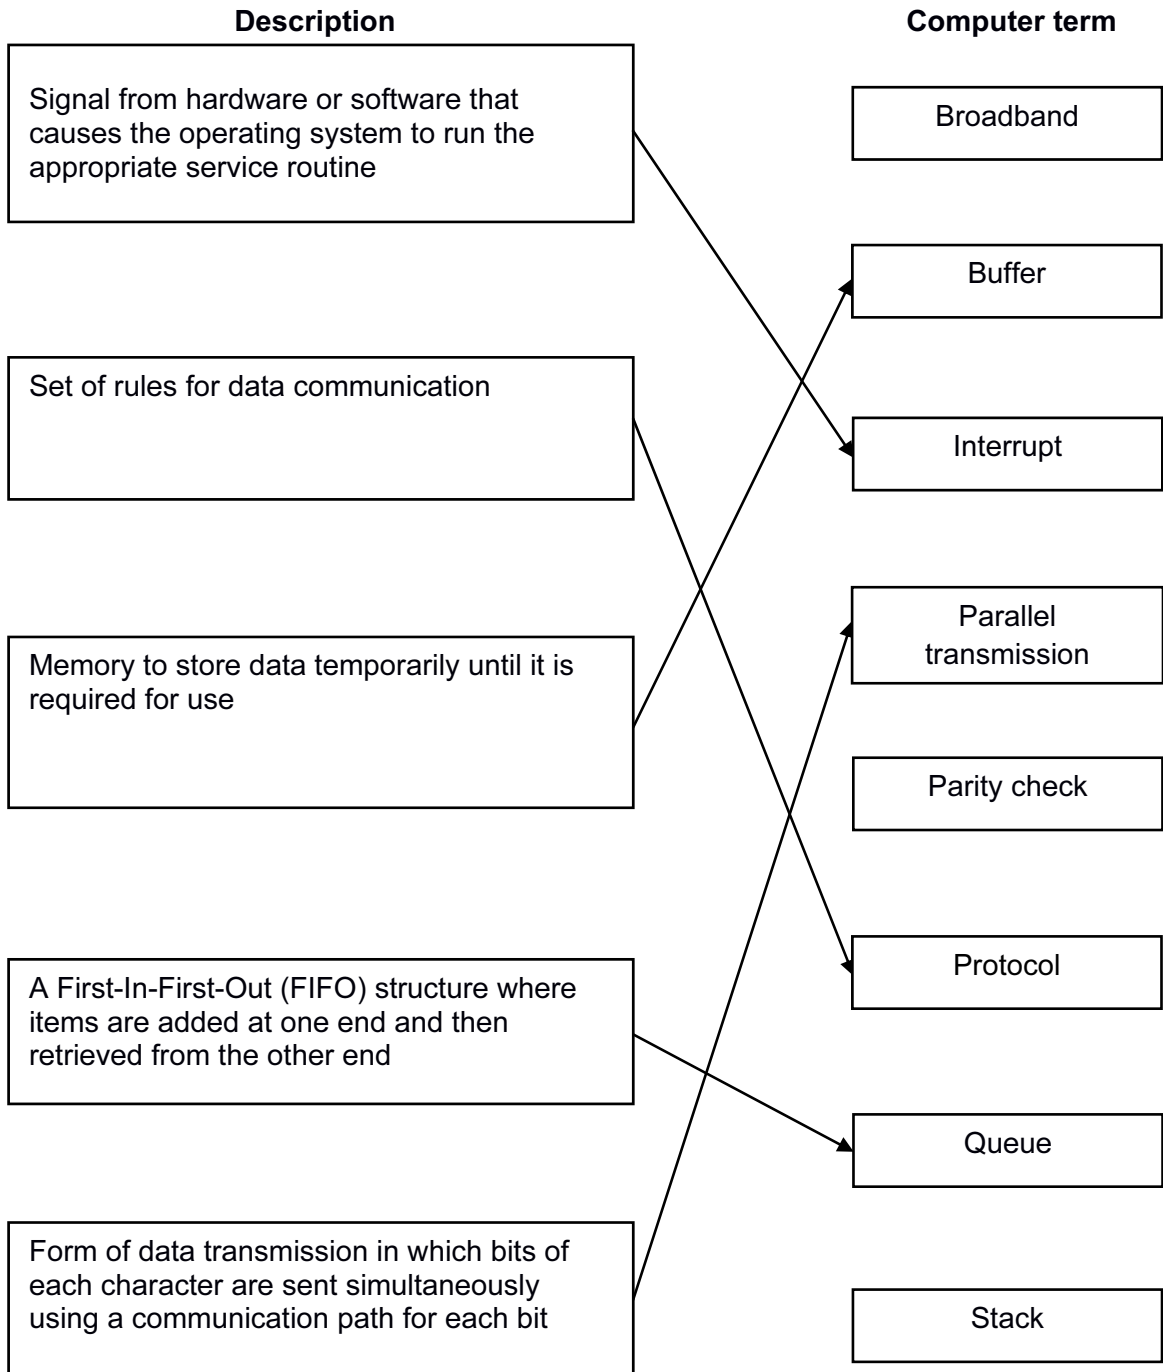 Description
Signal from hardware or software that
causes the operating system to run the
appropriate service routine
Set of rules for data communication
Memory to store data temporarily until it is
required for use
A First-In-First-Out (FIFO) structure where
items are added at one end and then
retrieved from the other end
Form of data transmission in which bits of
each character are sent simultaneously
using a communication path for each bit
Computer term
Broadband
Buffer
Interrupt
Parallel
transmission
Parity check
Protocol
Queue
Stack